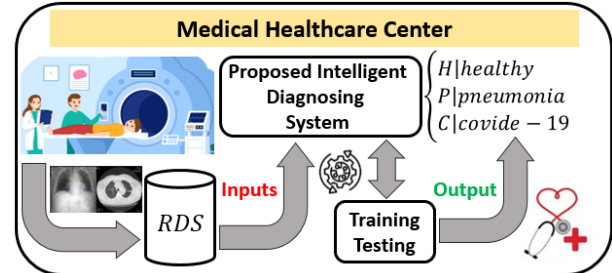 Medical Healthcare Center
Proposed Intelligent
Diagnosing
System
H|healthy
P|pneumonia
C|covide − 19
RDS
Inputs
Training
Testing
Output